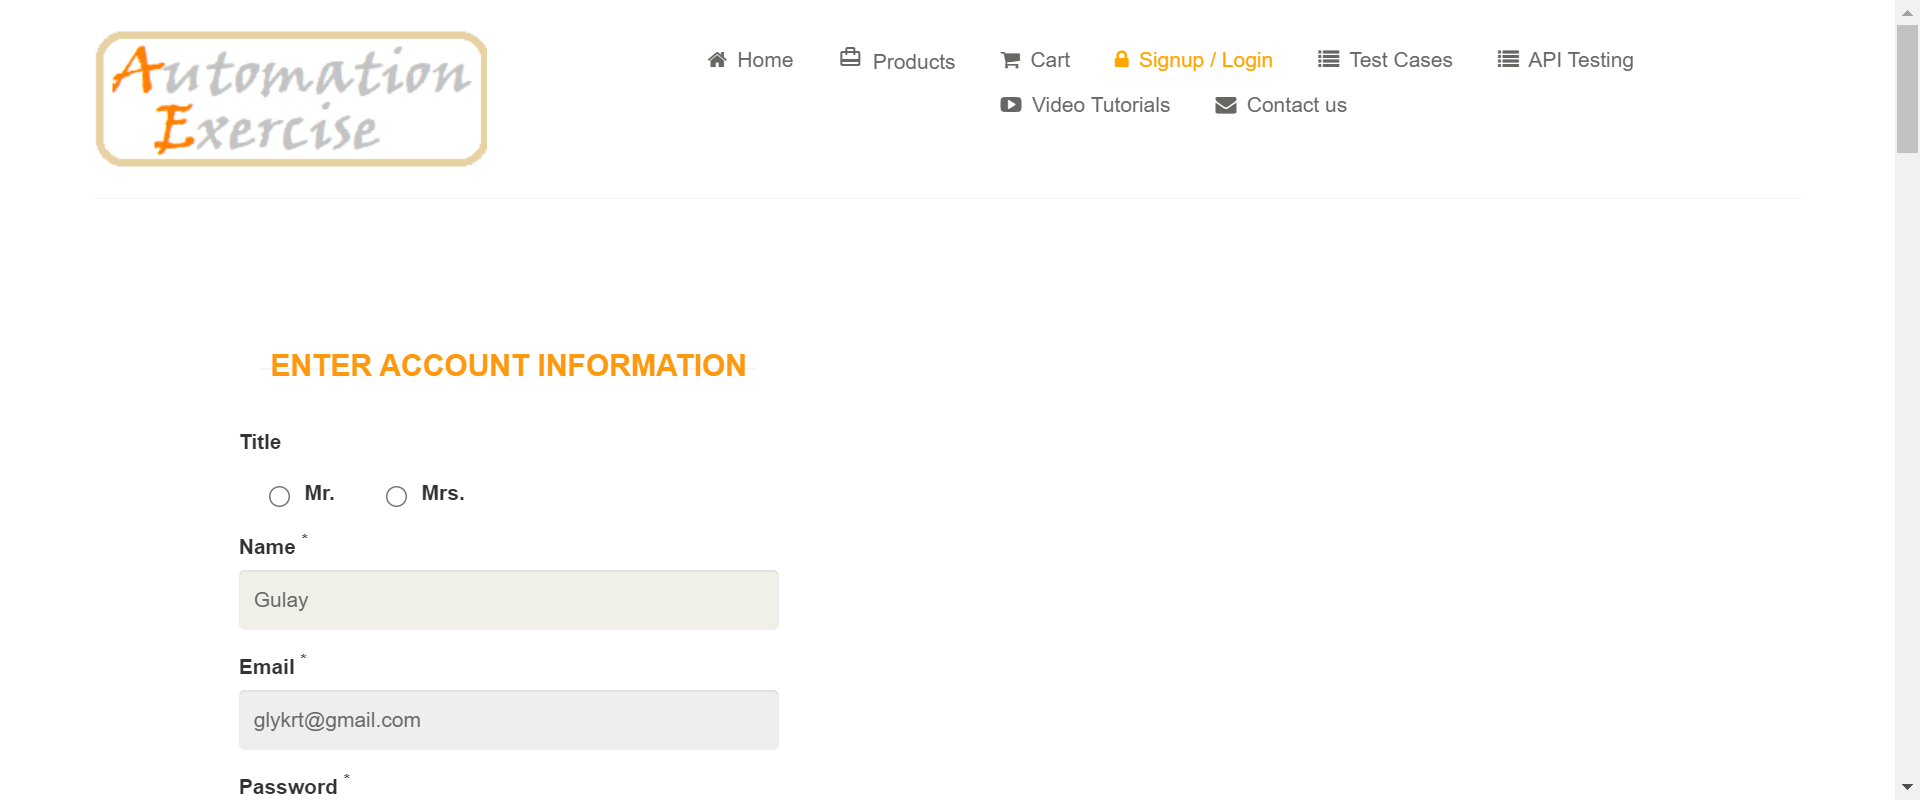 Automation
Exercise
Home Products Cart Signup / Login Test Cases API Testing
Video Tutorials Contact us
ENTER ACCOUNT INFORMATION
Title
Mr. Mrs.
Name *
Gulay
Email *
glykrt@gmail.com
Password *